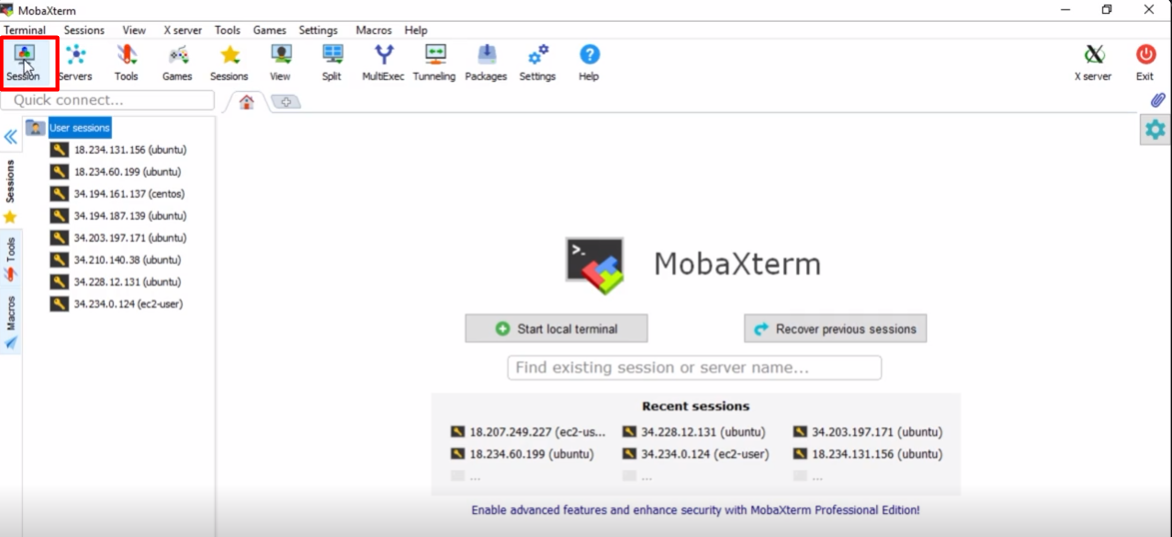 MobaXterm
Terminal Sessions View X server Tools Games Settings Macros Help
Session Servers Tools Games Sessions View Split MultiExec Tunneling Packages Settings Help X server Exit
Quick connect...
User sessions
18.234.131.156 (ubuntu)
18.234.60.199 (ubuntu)
34.194.161.137 (centos)
34.194.187.139 (ubuntu)
34.203.197.171 (ubuntu)
34.210.140.38 (ubuntu)
34.228.12.131 (ubuntu)
34.234.0.124 (ec2-user)
Sessions
Tools
Macros
>_
MobaXterm
Start local terminal Recover previous sessions
Find existing session or server name...
Recent sessions
18.207.249.227 (ec2-us... 34.228.12.131 (ubuntu) 34.203.197.171 (ubuntu)
18.234.60.199 (ubuntu) 34.234.0.124 (ec2-user) 18.234.131.156 (ubuntu)
... ... ...
Enable advanced features and enhance security with MobaXterm Professional Edition!